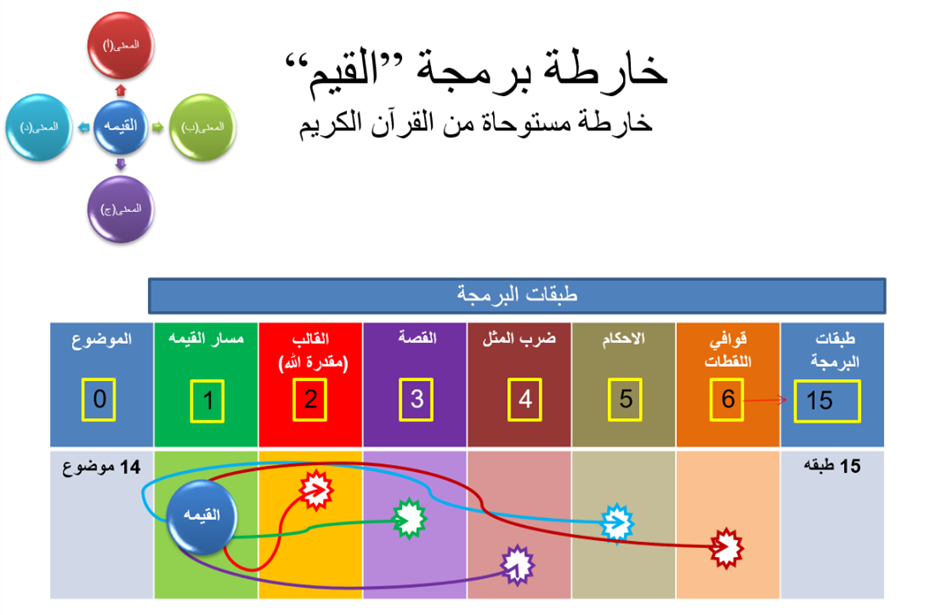 خارطة برمجة ”القيم“
خارطة مستوحاة من القرآن الكريم
المعنى(أ)
المعنى(ب)
القيمه
المعنى(د)
المعنى(ج)
طبقات البرمجة
الموضوع
مسار القيمه
القالب
(مقدرة الله)
القصة
ضرب المثل
الاحكام
قوافي
اللقطات
طبقات
البرمجة
0
1
2
3
4
5
6
15
14 موضوع
15 طبقه
القيمه